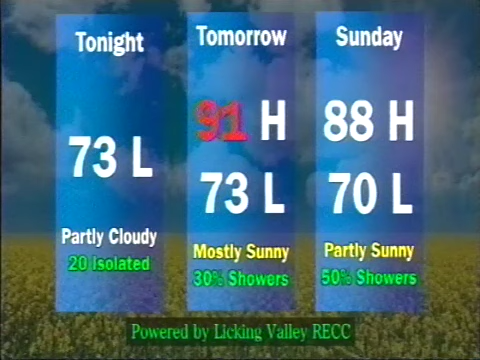 Tonight
73 L
Partly Cloudy
20 Isolated
Tomorrow
91 H
73 L
Mostly Sunny
30% Showers
Sunday
88 H
70 L
Partly Sunny
50% Showers
Powered by Licking Valley RECC